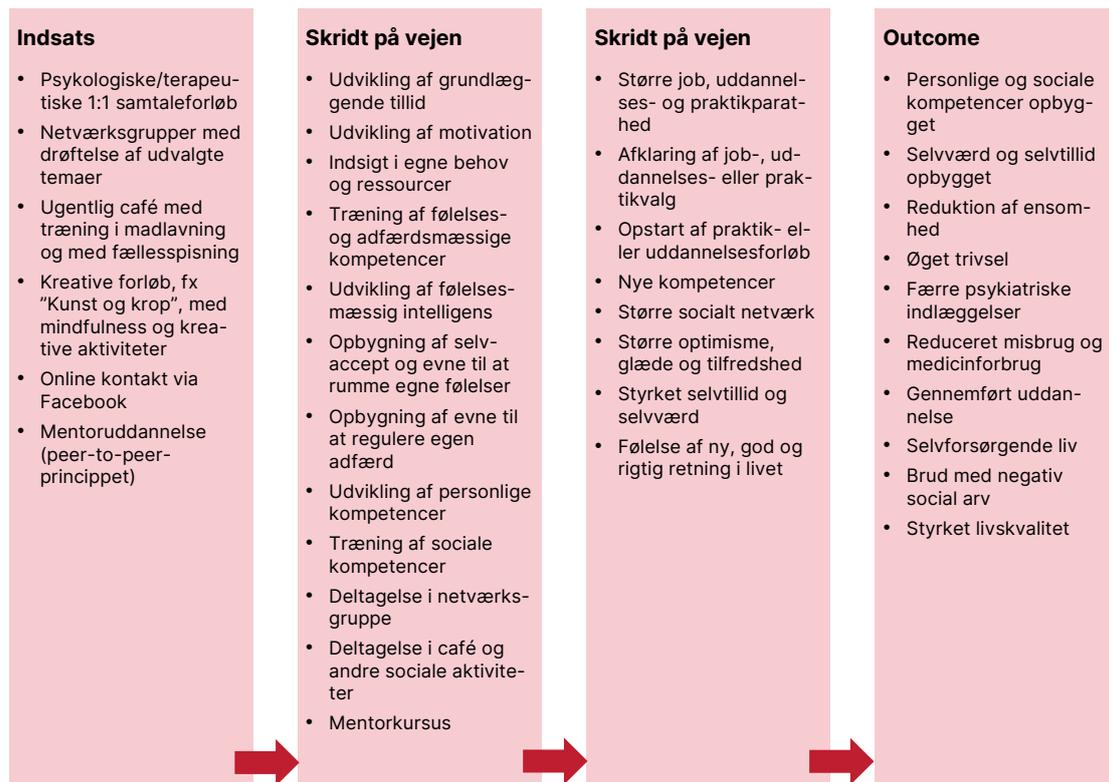 Indsats
• Psykologiske/terapeu-
tiske 1:1 samtaleforløb
• Netværksgrupper med
drøftelse af udvalgte
temaer
• Ugentlig café med
træning i madlavning
og med fællesspisning
• Kreative forløb, fx
”Kunst og krop”, med
mindfulness og krea-
tive aktiviteter
• Online kontakt via
Facebook
• Mentoruddannelse
(peer-to-peer-
princippet)
Skridt på vejen
• Udvikling af grundlæg-
gende tillid
• Udvikling af motivation
• Indsigt i egne behov
og ressourcer
• Træning af følelses-
og adfærdsmæssige
kompetencer
• Udvikling af følelses-
mæssig intelligens
• Opbygning af selv-
accept og evne til at
rumme egne følelser
• Opbygning af evne til
at regulere egen
adfærd
• Udvikling af personlige
kompetencer
• Træning af sociale
kompetencer
• Deltagelse i netværks-
gruppe
• Deltagelse i café og
andre sociale aktivite-
ter
• Mentorkursus
Skridt på vejen
• Større job, uddannel-
ses- og praktikparat-
hed
• Afklaring af job-, ud-
dannelses- eller prak-
tikvalg
• Opstart af praktik- el-
ler uddannelsesforløb
• Nye kompetencer
• Større socialt netværk
• Større optimisme,
glæde og tilfredshed
• Styrket selvtillid og
selvværd
• Følelse af ny, god og
rigtig retning i livet
Outcome
• Personlige og sociale
kompetencer opbyg-
get
• Selvværd og selvtillid
opbygget
• Reduktion af ensom-
hed
• Øget trivsel
• Færre psykiatriske
indlæggelser
• Reduceret misbrug og
medicinforbrug
• Gennemført uddan-
nelse
• Selvforsørgende liv
• Brud med negativ
social arv
• Styrket livskvalitet